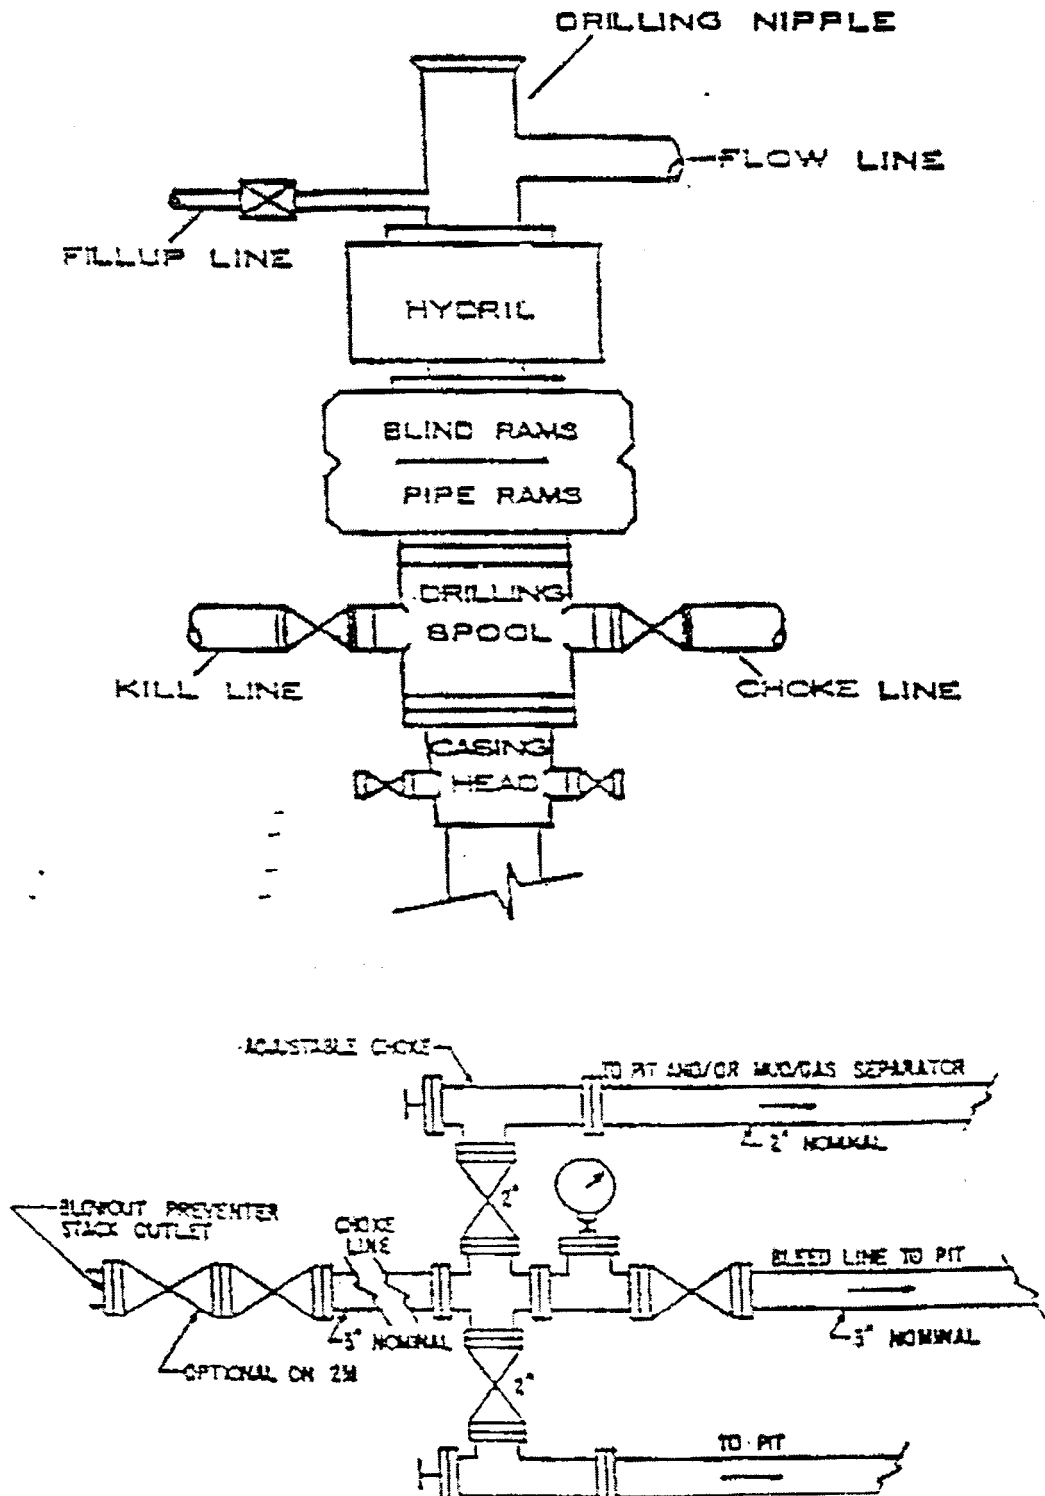 DRILLING NIPPLE
FLOW LINE
FILLUP LINE
HYDRIL
BLIND RAMS
PIPE RAMS
DRILLING
SPOOL
KILL LINE
CHOKE LINE
CASING
HEAD
ADJUSTABLE CHOKE
TO PIT AND/OR MUD/GAS SEPARATOR
2" NOMINAL
2"
BLOWOUT PREVENTER
STACK OUTLET
CHOKE
LINE
BLEED LINE TO PIT
3" NOMINAL
3" NOMINAL
OPTIONAL ON 2M
2"
TO PIT